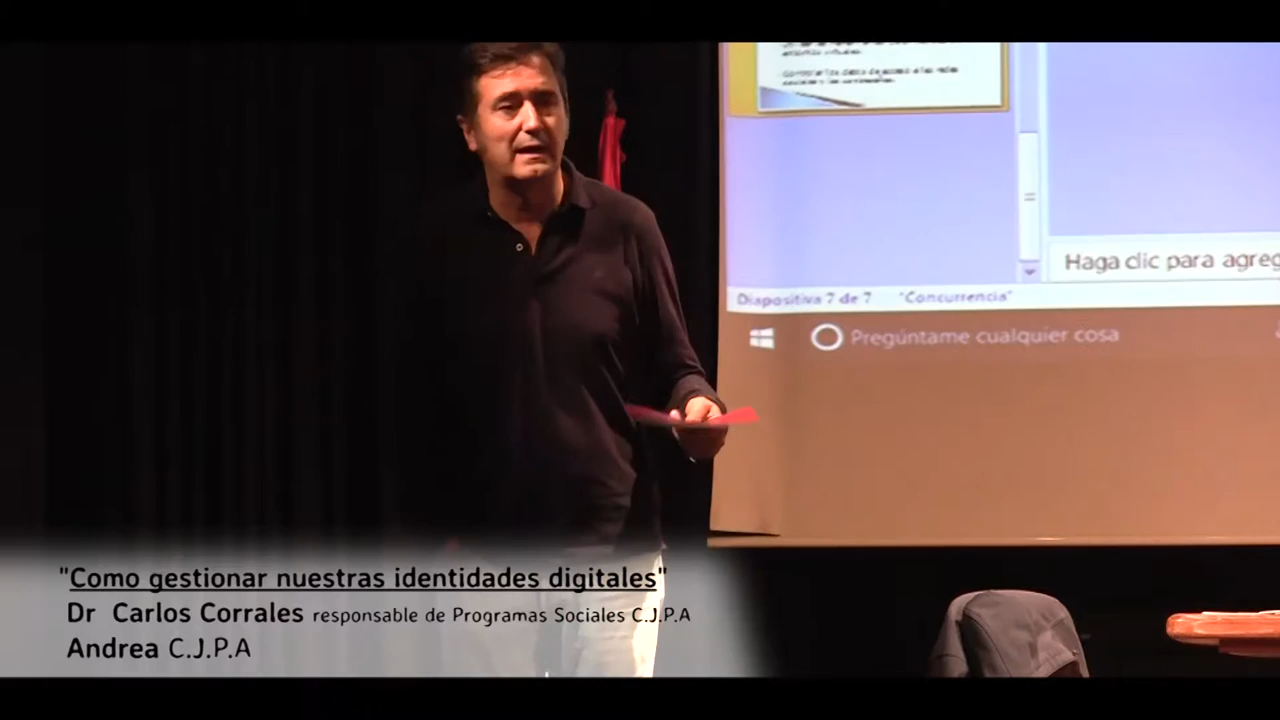 Haga clic para agreg
Diapositiva 7 de 7 "Concurrencia"
Pregúntame cualquier cosa
"Como gestionar nuestras identidades digitales"
Dr Carlos Corrales responsable de Programas Sociales C.J.P.A
Andrea C.J.P.A